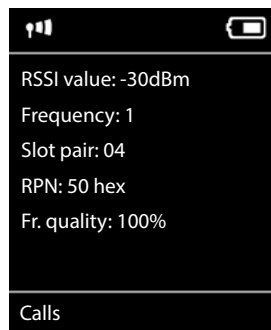 RSSI value: -30dBm
Frequency: 1
Slot pair: 04
RPN: 50 hex
Fr. quality: 100%
Calls